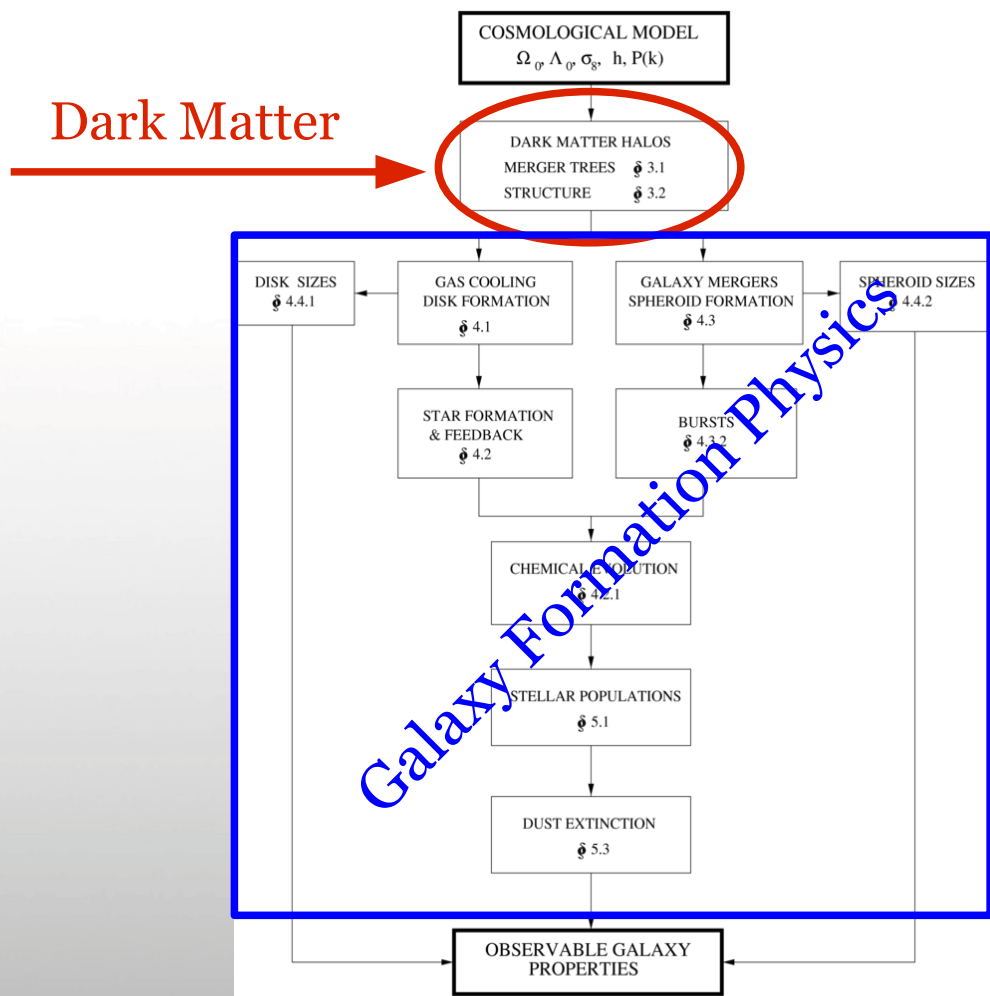 COSMOLOGICAL MODEL
Ω 0, Λ 0, σ8, h, P(k)
Dark Matter
DARK MATTER HALOS
MERGER TREES § 3.1
STRUCTURE § 3.2
DISK SIZES
§ 4.4.1
GAS COOLING
DISK FORMATION
§ 4.1
GALAXY MERGERS
SPHEROID FORMATION
§ 4.3
SPHEROID SIZES
§ 4.4.2
STAR FORMATION
& FEEDBACK
§ 4.2
BURSTS
§ 4.3.2
Galaxy Formation Physics
CHEMICAL EVOLUTION
§ 4.2.1
STELLAR POPULATIONS
§ 5.1
DUST EXTINCTION
§ 5.3
OBSERVABLE GALAXY
PROPERTIES